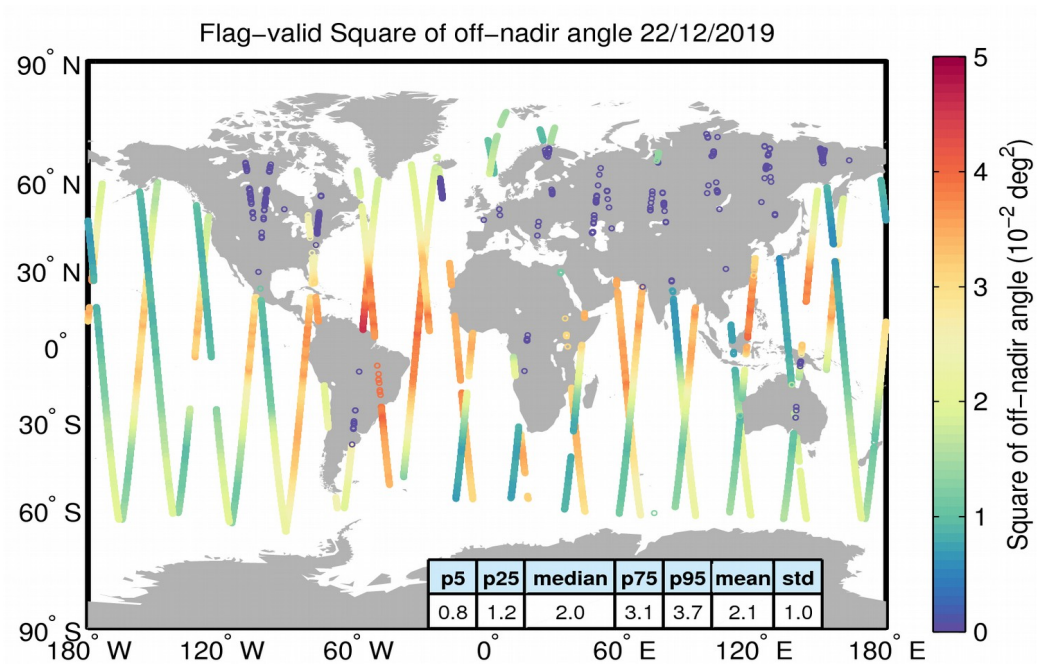 Flag−valid Square of off−nadir angle 22/12/2019
90° N
60° N
30° N
0°
30° S
60° S
90° S
180° W
120° W
60° W
0°
60° E
120° E
180° E
p5 p25 median p75 p95 mean std
0.8 1.2 2.0 3.1 3.7 2.1 1.0
5
4
3
2
1
0
Square of off−nadir angle (10⁻² deg²)